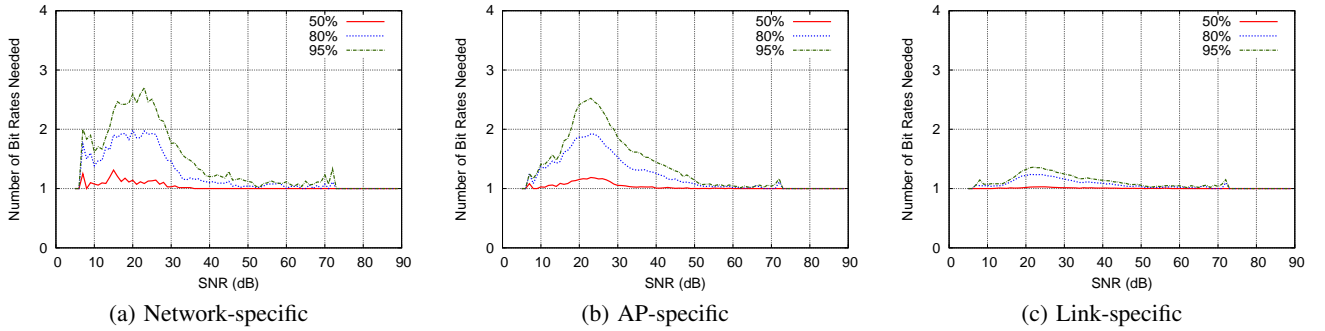 Number of Bit Rates Needed
4
3
2
1
0
50%
80%
95%
0 10 20 30 40 50 60 70 80 90
SNR (dB)
(a) Network-specific
Number of Bit Rates Needed
4
3
2
1
0
50%
80%
95%
0 10 20 30 40 50 60 70 80 90
SNR (dB)
(b) AP-specific
Number of Bit Rates Needed
4
3
2
1
0
50%
80%
95%
0 10 20 30 40 50 60 70 80 90
SNR (dB)
(c) Link-specific